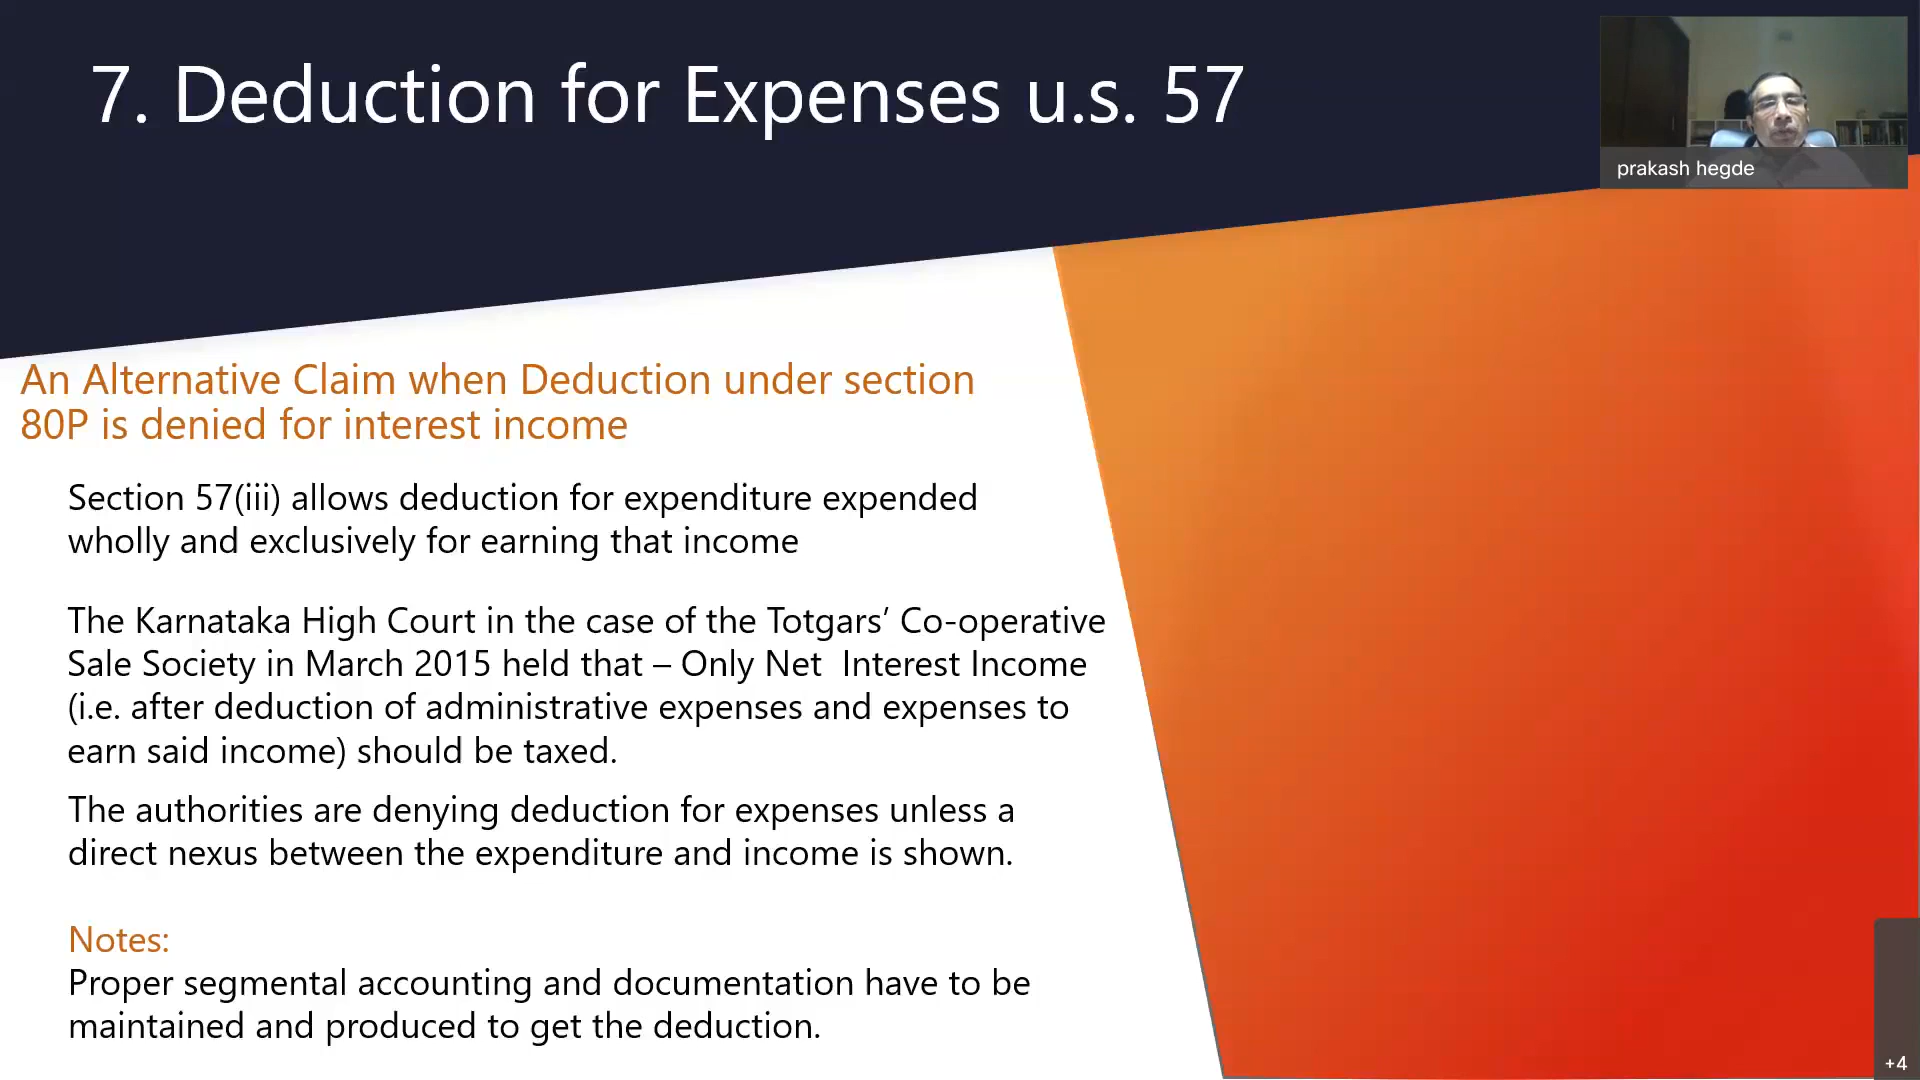 7. Deduction for Expenses u.s. 57
prakash hegde
An Alternative Claim when Deduction under section
80P is denied for interest income
Section 57(iii) allows deduction for expenditure expended
wholly and exclusively for earning that income
The Karnataka High Court in the case of the Totgars’ Co-operative
Sale Society in March 2015 held that – Only Net  Interest Income
(i.e. after deduction of administrative expenses and expenses to
earn said income) should be taxed.
The authorities are denying deduction for expenses unless a
direct nexus between the expenditure and income is shown.
Notes:
Proper segmental accounting and documentation have to be
maintained and produced to get the deduction.
+4